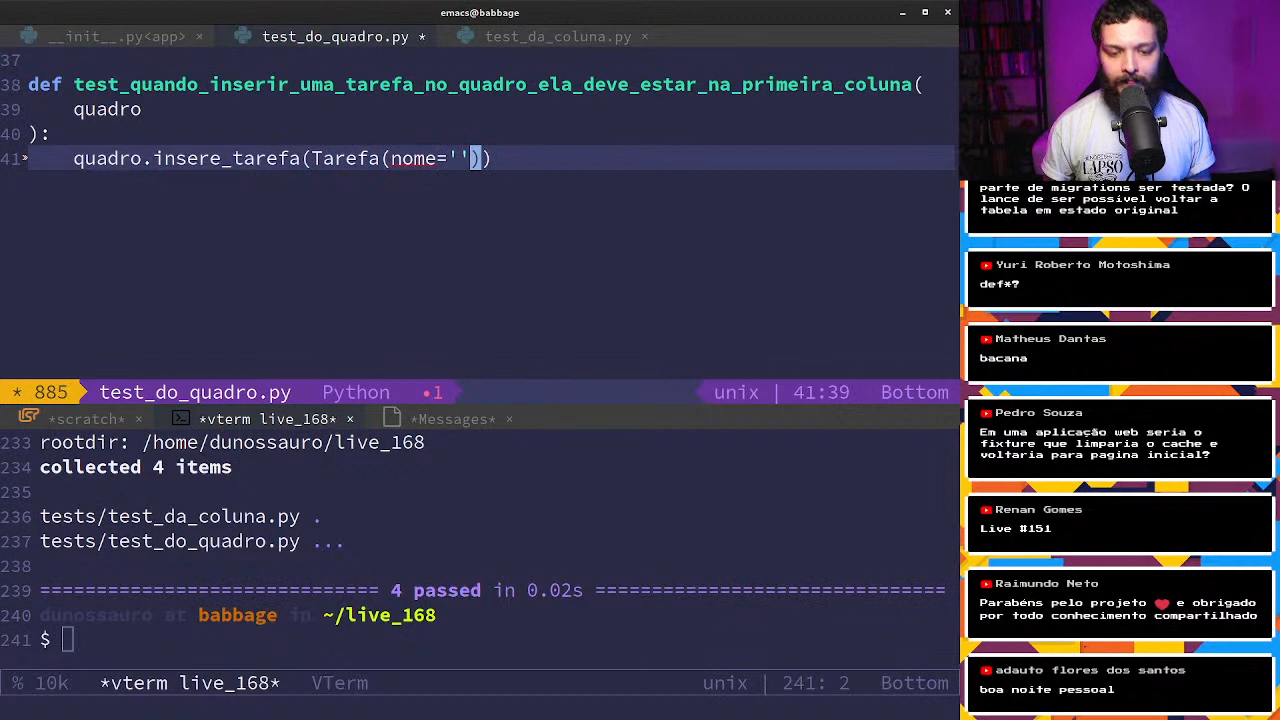 emacs@babbage
__init__.py<app> ×
test_do_quadro.py *
test_da_coluna.py ×
37
38 def test_quando_inserir_uma_tarefa_no_quadro_ela_deve_estar_na_primeira_coluna(
39 quadro
40 ):
41 quadro.insere_tarefa(Tarefa(nome=''))
* 885 test_do_quadro.py Python •1 unix | 41:39 Bottom
*scratch* × *vterm live_168* × *Messages* ×
233 rootdir: /home/dunossauro/live_168
234 collected 4 items
235
236 tests/test_da_coluna.py .
237 tests/test_do_quadro.py ...
238
239 ============================== 4 passed in 0.02s ===============================
240 dunossauro at babbage in ~/live_168
241 $
% 10k *vterm live_168* VTerm unix | 241: 2 Bottom
LAPSO
parte de migrations ser testada? O
lance de ser possível voltar a
tabela em estado original
Yuri Roberto Motoshima
def*?
Matheus Dantas
bacana
Pedro Souza
Em uma aplicação web seria o
fixture que limparia o cache e
voltaria para pagina inicial?
Renan Gomes
Live #151
Raimundo Neto
Parabéns pelo projeto ❤ e obrigado
por todo conhecimento compartilhado
adauto flores dos santos
boa noite pessoal